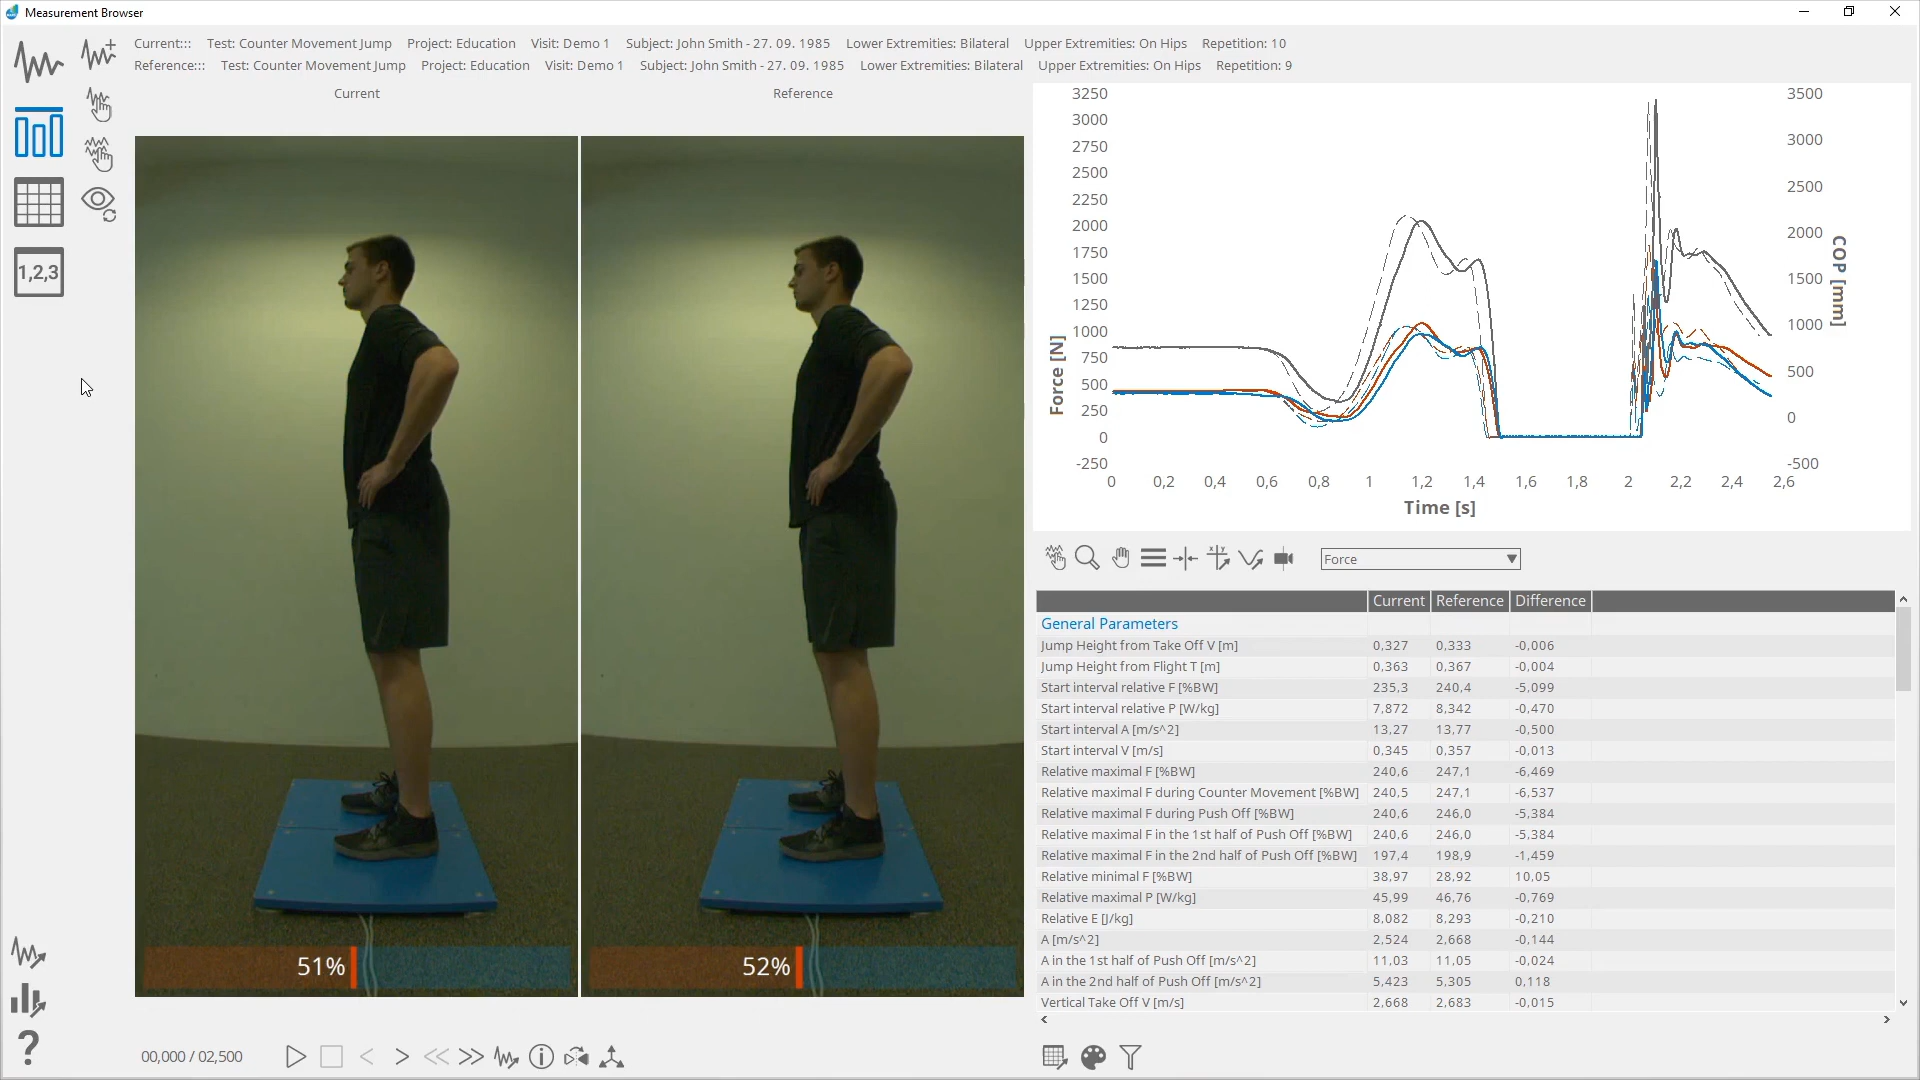 Measurement Browser
Current::: Test: Counter Movement Jump Project: Education Visit: Demo 1 Subject: John Smith - 27. 09. 1985 Lower Extremities: Bilateral Upper Extremities: On Hips Repetition: 10
Reference::: Test: Counter Movement Jump Project: Education Visit: Demo 1 Subject: John Smith - 27. 09. 1985 Lower Extremities: Bilateral Upper Extremities: On Hips Repetition: 9
Current Reference
1,2,3
51%
52%
00,000 / 02,500
?
3250
3000
2750
2500
2250
2000
1750
1500
1250
1000
750
500
250
0
-250
Force [N]
3500
3000
2500
2000
1500
1000
500
0
-500
COP [mm]
0 0,2 0,4 0,6 0,8 1 1,2 1,4 1,6 1,8 2 2,2 2,4 2,6
Time [s]
x y
Force
Current Reference Difference
General Parameters
Jump Height from Take Off V [m] 0,327 0,333 -0,006
Jump Height from Flight T [m] 0,363 0,367 -0,004
Start interval relative F [%BW] 235,3 240,4 -5,099
Start interval relative P [W/kg] 7,872 8,342 -0,470
Start interval A [m/s^2] 13,27 13,77 -0,500
Start interval V [m/s] 0,345 0,357 -0,013
Relative maximal F [%BW] 240,6 247,1 -6,469
Relative maximal F during Counter Movement [%BW] 240,5 247,1 -6,537
Relative maximal F during Push Off [%BW] 240,6 246,0 -5,384
Relative maximal F in the 1st half of Push Off [%BW] 240,6 246,0 -5,384
Relative maximal F in the 2nd half of Push Off [%BW] 197,4 198,9 -1,459
Relative minimal F [%BW] 38,97 28,92 10,05
Relative maximal P [W/kg] 45,99 46,76 -0,769
Relative E [J/kg] 8,082 8,293 -0,210
A [m/s^2] 2,524 2,668 -0,144
A in the 1st half of Push Off [m/s^2] 11,03 11,05 -0,024
A in the 2nd half of Push Off [m/s^2] 5,423 5,305 0,118
Vertical Take Off V [m/s] 2,668 2,683 -0,015